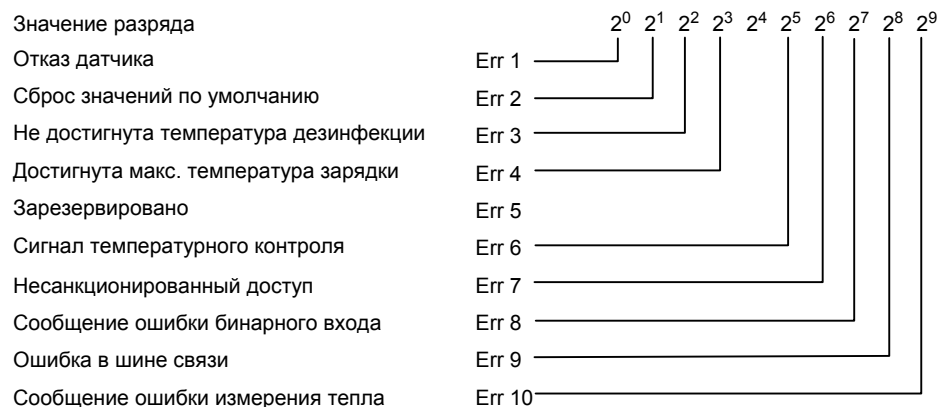 Значение разряда 2⁰ 2¹ 2² 2³ 2⁴ 2⁵ 2⁶ 2⁷ 2⁸ 2⁹
Отказ датчика Err 1
Сброс значений по умолчанию Err 2
Не достигнута температура дезинфекции Err 3
Достигнута макс. температура зарядки Err 4
Зарезервировано Err 5
Сигнал температурного контроля Err 6
Несанкционированный доступ Err 7
Сообщение ошибки бинарного входа Err 8
Ошибка в шине связи Err 9
Сообщение ошибки измерения тепла Err 10